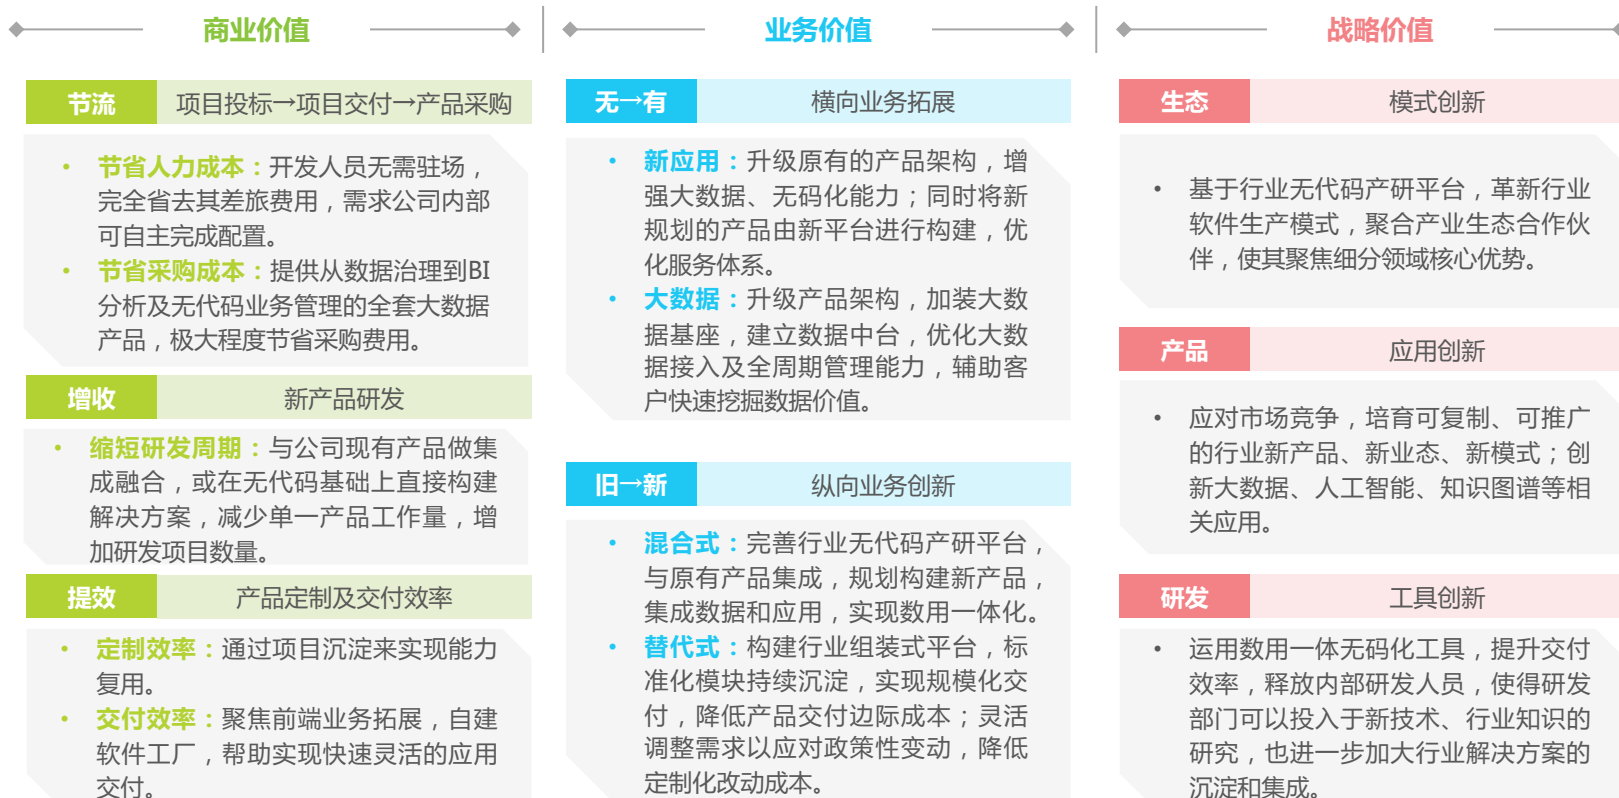 商业价值
节流
项目投标→项目交付→产品采购
• 节省人力成本：开发人员无需驻场，
完全省去其差旅费用，需求公司内部
可自主完成配置。
• 节省采购成本：提供从数据治理到BI
分析及无代码业务管理的全套大数据
产品，极大程度节省采购费用。
增收
新产品研发
• 缩短研发周期：与公司现有产品做集
成融合，或在无代码基础上直接构建
解决方案，减少单一产品工作量，增
加研发项目数量。
提效
产品定制及交付效率
• 定制效率：通过项目沉淀来实现能力
复用。
• 交付效率：聚焦前端业务拓展，自建
软件工厂，帮助实现快速灵活的应用
交付。
业务价值
无→有
横向业务拓展
• 新应用：升级原有的产品架构，增
强大数据、无码化能力；同时将新
规划的产品由新平台进行构建，优
化服务体系。
• 大数据：升级产品架构，加装大数
据基座，建立数据中台，优化大数
据接入及全周期管理能力，辅助客
户快速挖掘数据价值。
旧→新
纵向业务创新
• 混合式：完善行业无代码产研平台，
与原有产品集成，规划构建新产品，
集成数据和应用，实现数用一体化。
• 替代式：构建行业组装式平台，标
准化模块持续沉淀，实现规模化交
付，降低产品交付边际成本；灵活
调整需求以应对政策性变动，降低
定制化改动成本。
战略价值
生态
模式创新
• 基于行业无代码产研平台，革新行业
软件生产模式，聚合产业生态合作伙
伴，使其聚焦细分领域核心优势。
产品
应用创新
• 应对市场竞争，培育可复制、可推广
的行业新产品、新业态、新模式；创
新大数据、人工智能、知识图谱等相
关应用。
研发
工具创新
• 运用数用一体无码化工具，提升交付
效率，释放内部研发人员，使得研发
部门可以投入于新技术、行业知识的
研究，也进一步加大行业解决方案的
沉淀和集成。